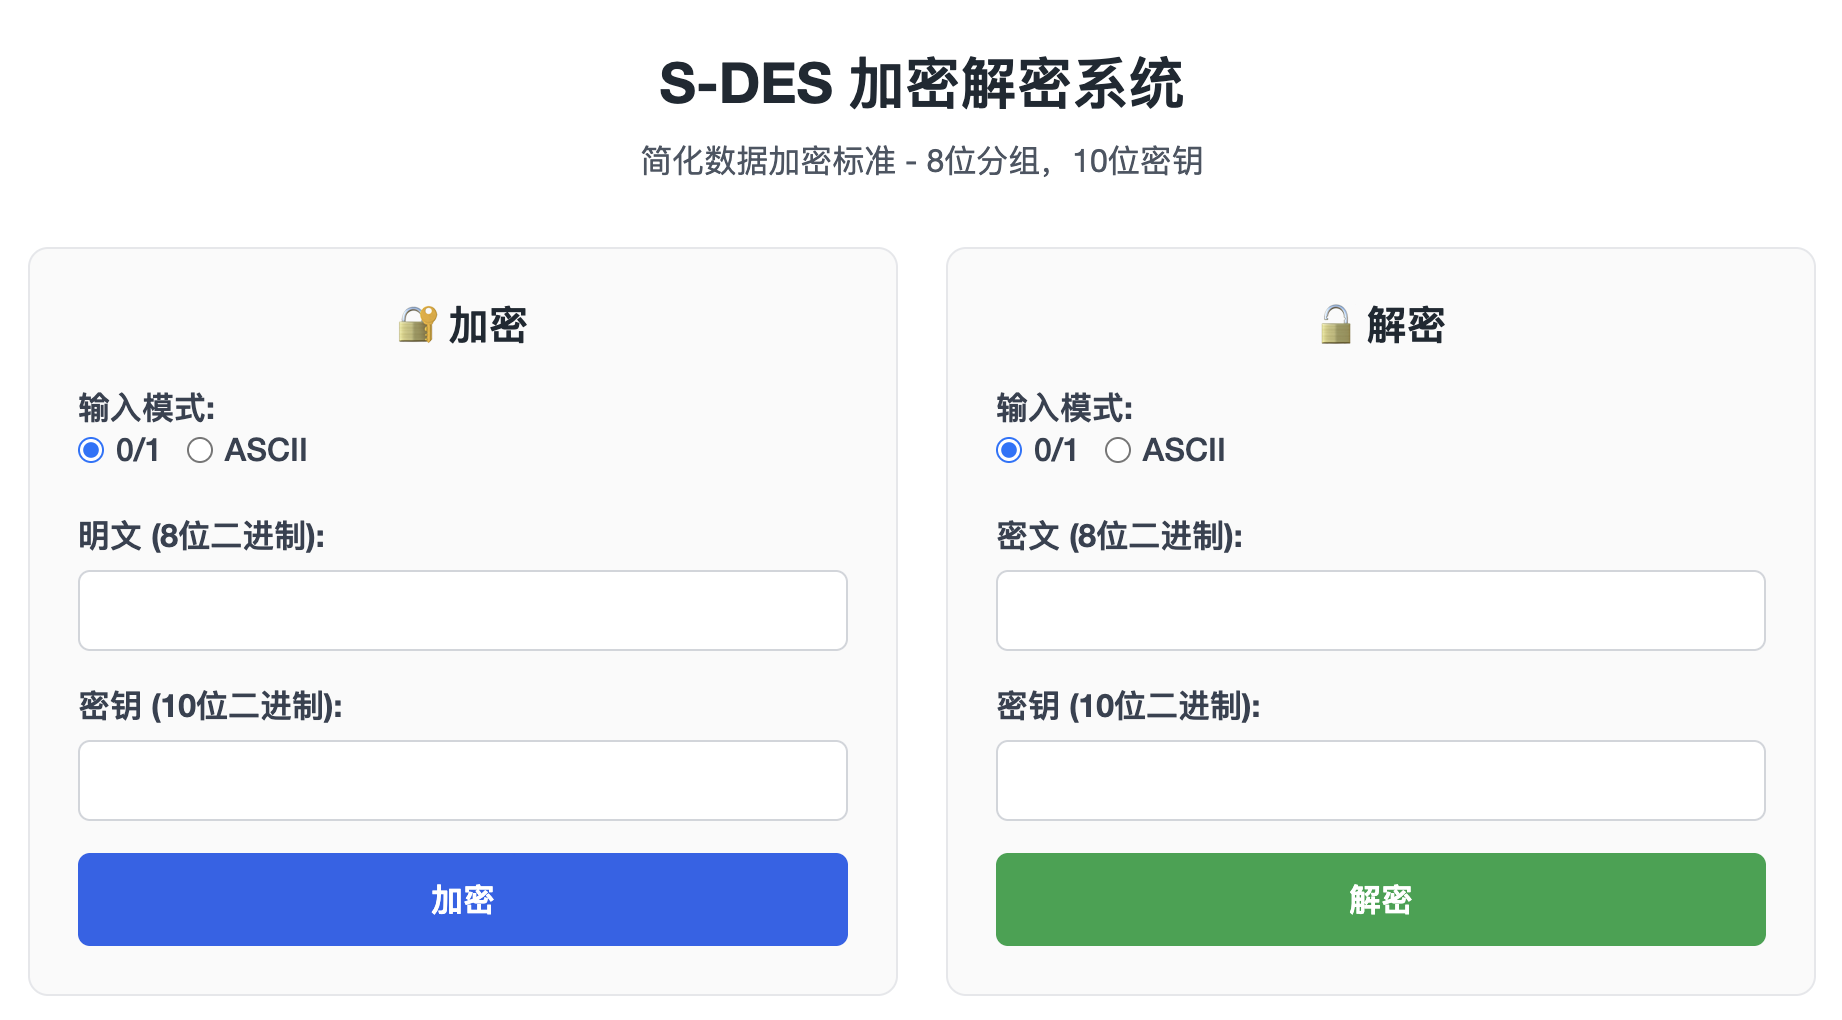 S-DES 加密解密系统
简化数据加密标准 - 8位分组，10位密钥
🔐 加密
输入模式:
0/1 ASCII
明文 (8位二进制):
密钥 (10位二进制):
加密
🔓 解密
输入模式:
0/1 ASCII
密文 (8位二进制):
密钥 (10位二进制):
解密